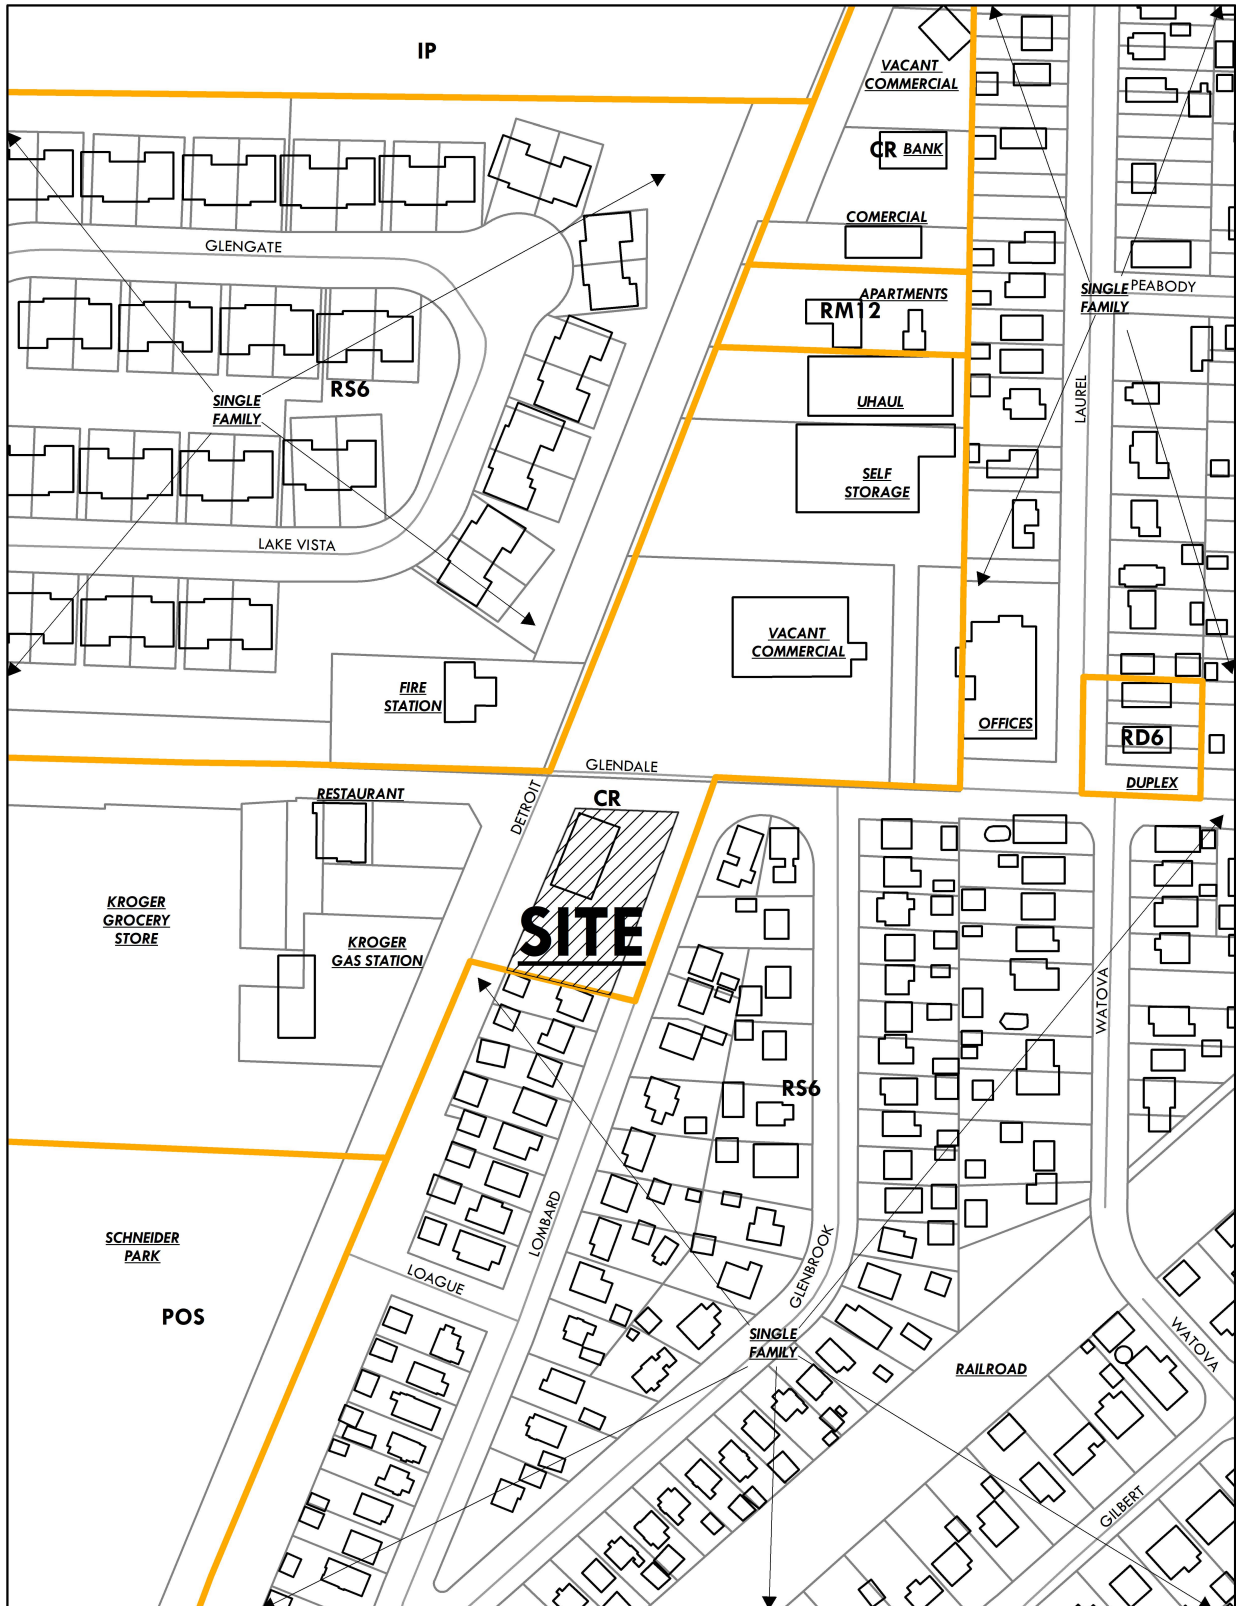 IP
VACANT
COMMERCIAL
CR
BANK
COMERCIAL
GLENGATE
SINGLE
FAMILY
PEABODY
APARTMENTS
RM12
RS6
SINGLE
FAMILY
UHAUL
LAUREL
SELF
STORAGE
LAKE VISTA
VACANT
COMMERCIAL
FIRE
STATION
OFFICES
RD6
DUPLEX
GLENDALE
RESTAURANT
DETROIT
CR
KROGER
GROCERY
STORE
KROGER
GAS STATION
SITE
WATOVA
RS6
SCHNEIDER
PARK
LOMBARD
LOAGUE
GLENBROOK
POS
SINGLE
FAMILY
RAILROAD
WATOVA
GILBERT